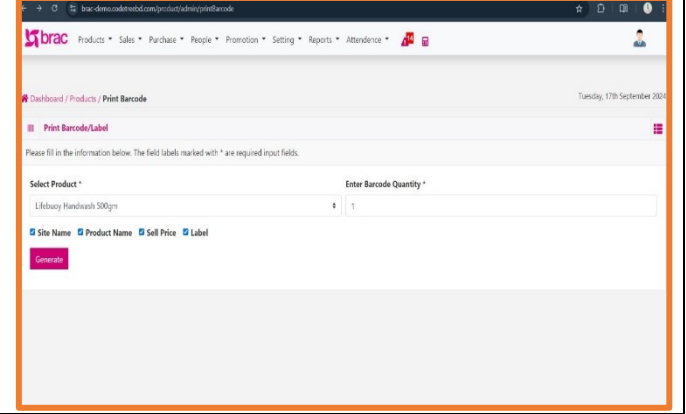 brac-demo.codetreebd.com/product/admin/printBarcode
brac Products Sales Purchase People Promotion Setting Reports Attendence 14
Dashboard / Products / Print Barcode Tuesday, 17th September 2024
Print Barcode/Label
Please fill in the information below. The field labels marked with * are required input fields.
Select Product * Enter Barcode Quantity *
Lifebuoy Handwash 500gm 1
Site Name Product Name Sell Price Label
Generate